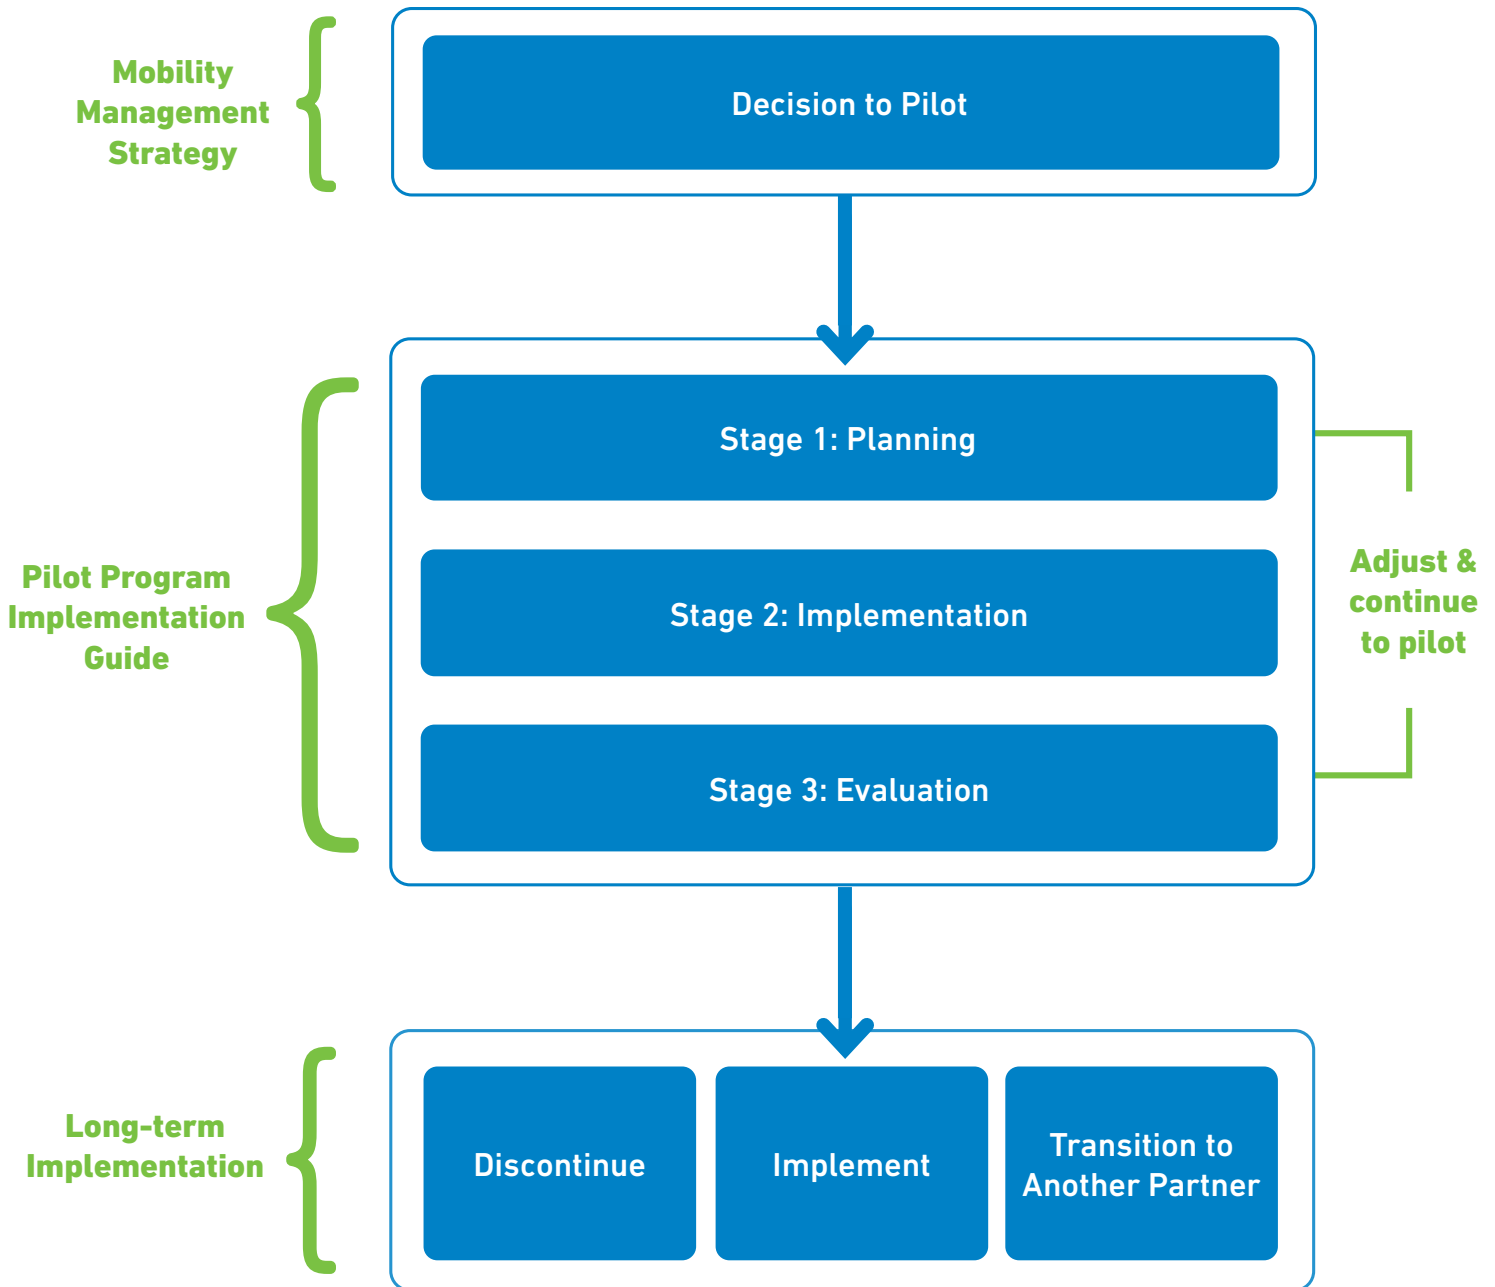 Mobility
Management
Strategy
Decision to Pilot
Pilot Program
Implementation
Guide
Stage 1: Planning
Stage 2: Implementation
Stage 3: Evaluation
Adjust &
continue
to pilot
Long-term
Implementation
Discontinue
Implement
Transition to
Another Partner